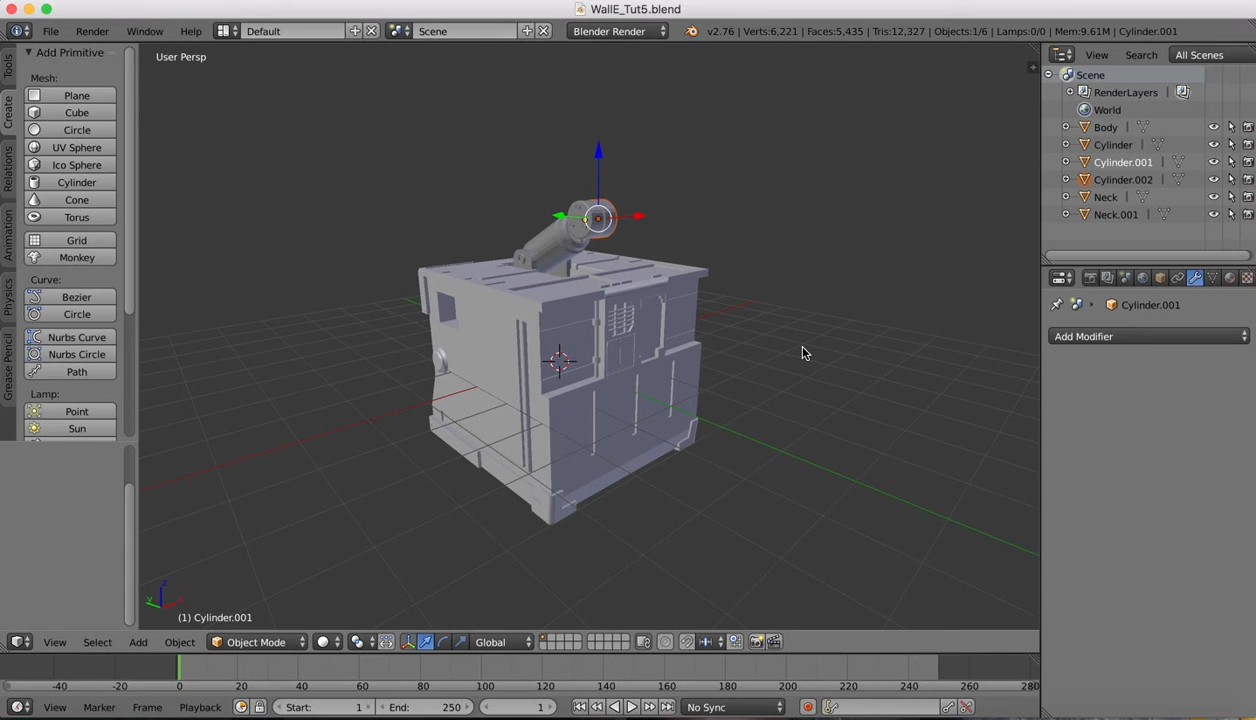 WallE_Tut5.blend
File Render Window Help Default Scene Blender Render v2.76 | Verts:6,221 | Faces:5,435 | Tris:12,327 | Objects:1/6 | Lamps:0/0 | Mem:9.61M | Cylinder.001
Tools
Create
Relations
Animation
Physics
Grease Pencil
Add Primitive
Mesh:
Plane
Cube
Circle
UV Sphere
Ico Sphere
Cylinder
Cone
Torus
Grid
Monkey
Curve:
Bezier
Circle
Nurbs Curve
Nurbs Circle
Path
Lamp:
Point
Sun
User Persp
(1) Cylinder.001
View Search All Scenes
Scene
RenderLayers |
World
Body |
Cylinder |
Cylinder.001 |
Cylinder.002 |
Neck |
Neck.001 |
Cylinder.001
Add Modifier
View Select Add Object Object Mode Global
-40 -20 0 20 40 60 80 100 120 140 160 180 200 220 240 260 280
View Marker Frame Playback Start: 1 End: 250 1 No Sync